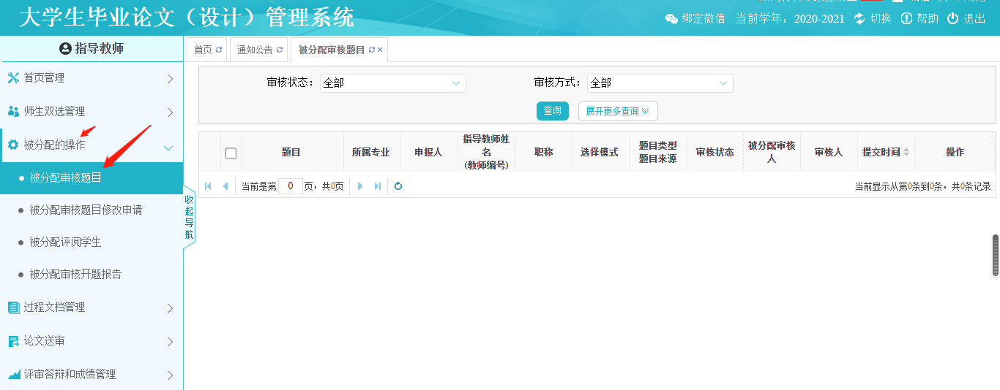 大学生毕业论文（设计）管理系统
绑定微信 当前学年：2020-2021 切换 帮助 退出
指导教师
首页管理
师生双选管理
被分配的操作
被分配审核题目
被分配审核题目修改申请
被分配评阅学生
被分配审核开题报告
过程文档管理
论文送审
评审答辩和成绩管理
收起导航
首页 通知公告 被分配审核题目
审核状态： 全部 审核方式： 全部
查询 展开更多查询
题目 所属专业 申报人 指导教师姓名(教师编号) 职称 选择模式 题目类型题目来源 审核状态 被分配审核人 审核人 提交时间 操作
当前是第 0 页，共0页 当前显示从第0条到0条，共0条记录